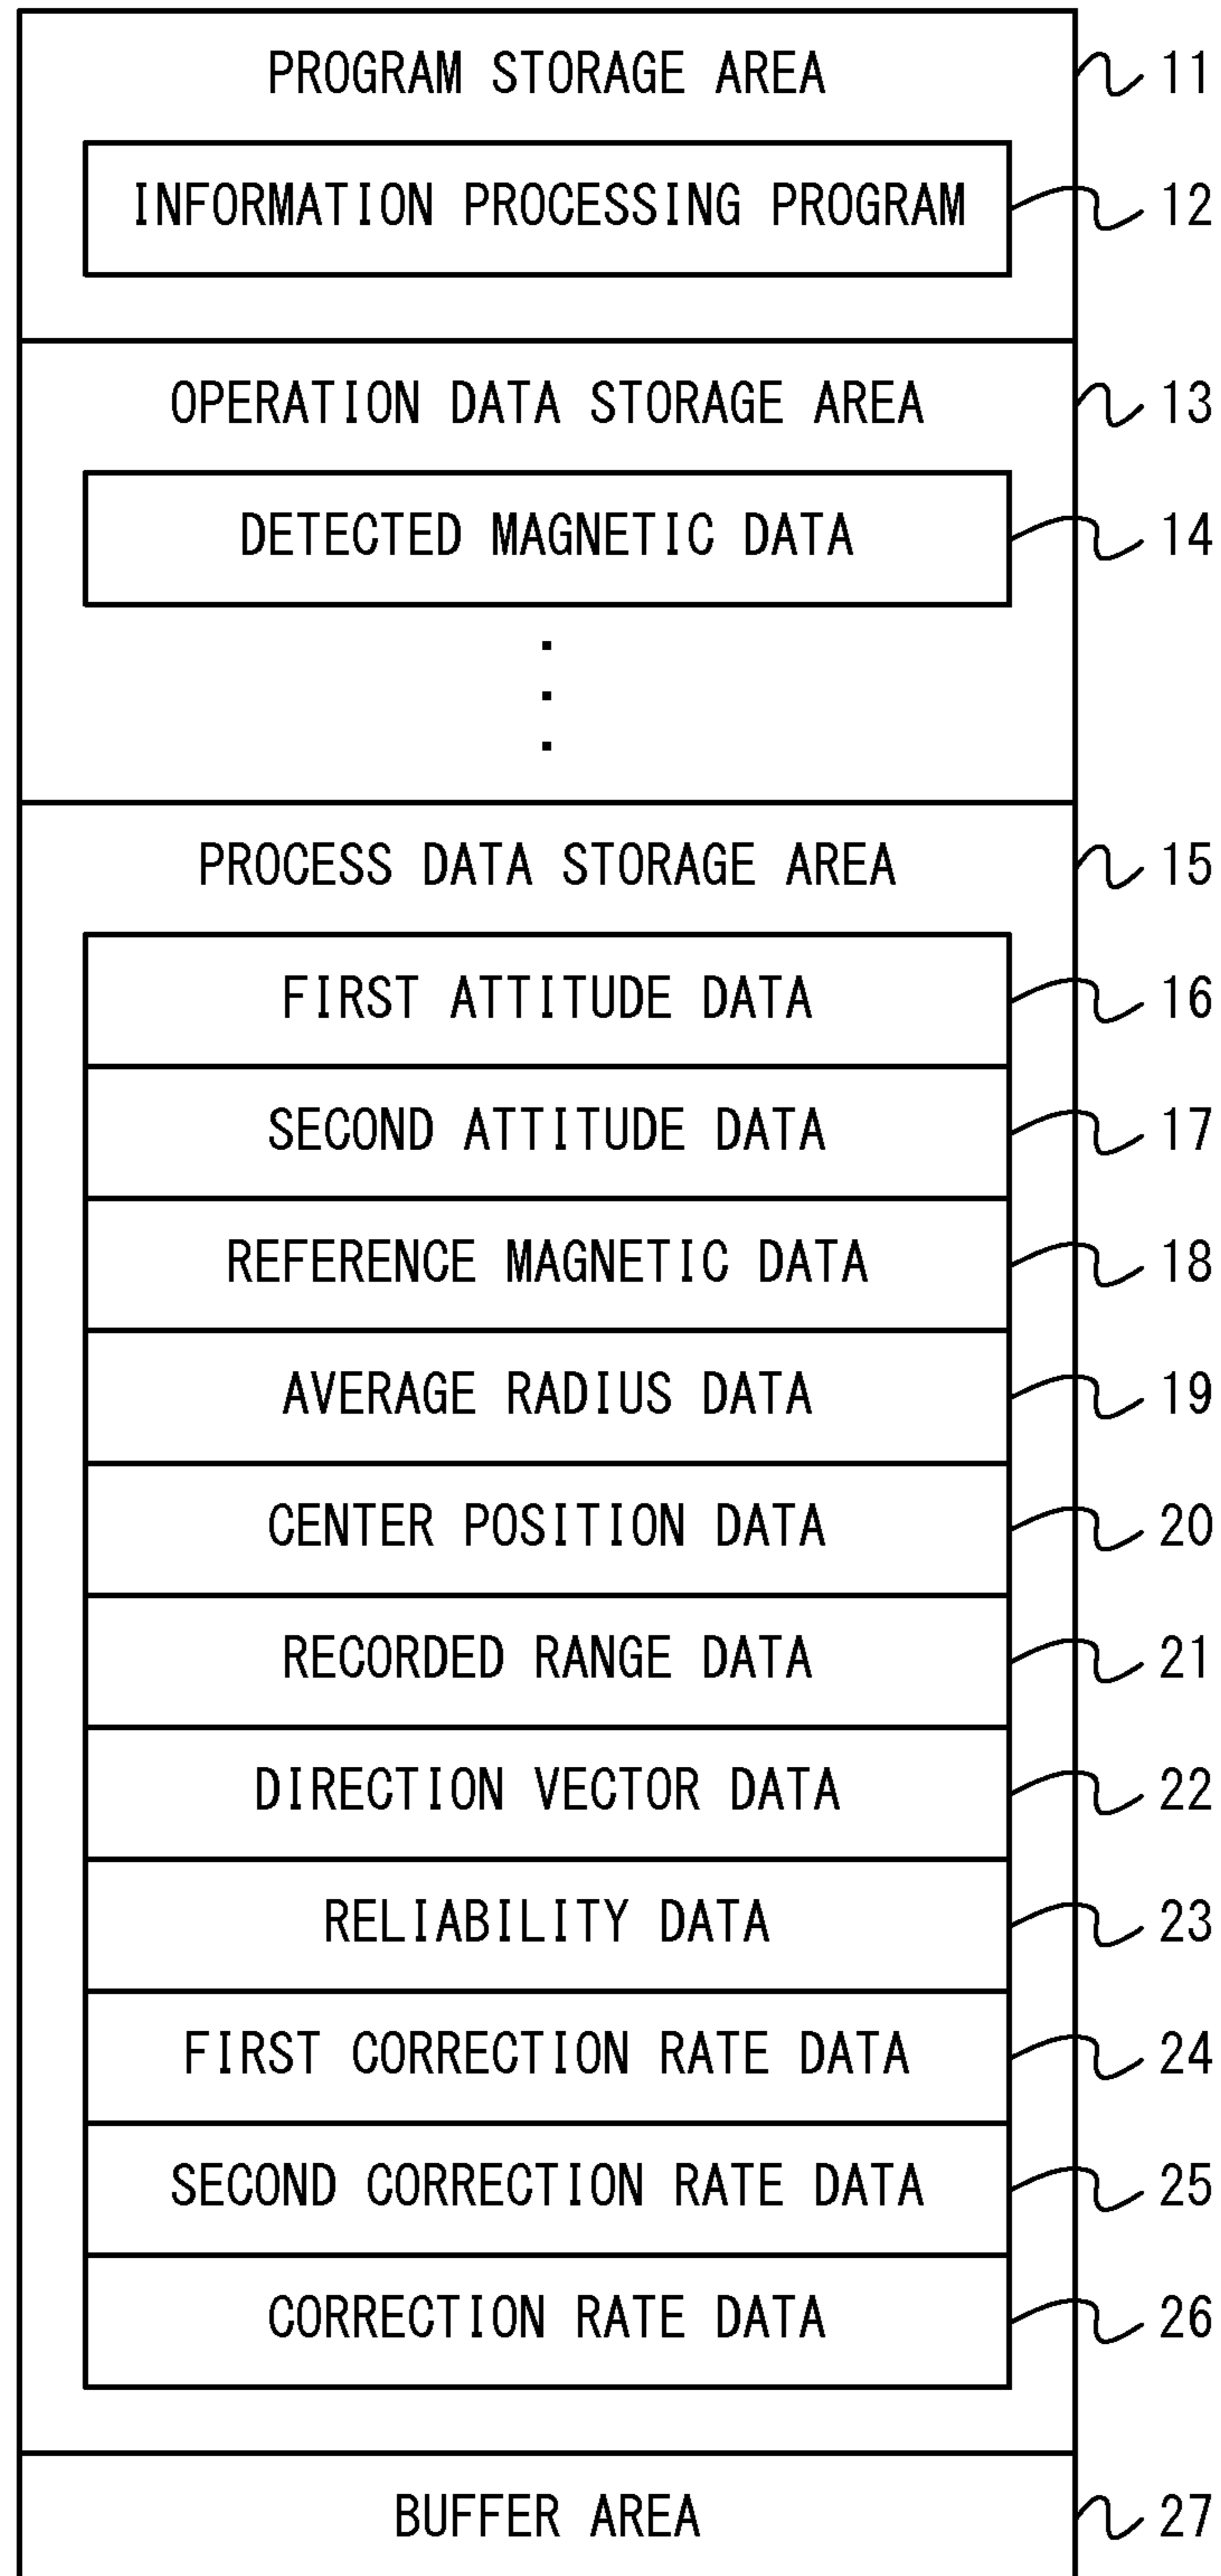 PROGRAM STORAGE AREA 11
INFORMATION PROCESSING PROGRAM 12
OPERATION DATA STORAGE AREA 13
DETECTED MAGNETIC DATA 14
PROCESS DATA STORAGE AREA 15
FIRST ATTITUDE DATA 16
SECOND ATTITUDE DATA 17
REFERENCE MAGNETIC DATA 18
AVERAGE RADIUS DATA 19
CENTER POSITION DATA 20
RECORDED RANGE DATA 21
DIRECTION VECTOR DATA 22
RELIABILITY DATA 23
FIRST CORRECTION RATE DATA 24
SECOND CORRECTION RATE DATA 25
CORRECTION RATE DATA 26
BUFFER AREA 27